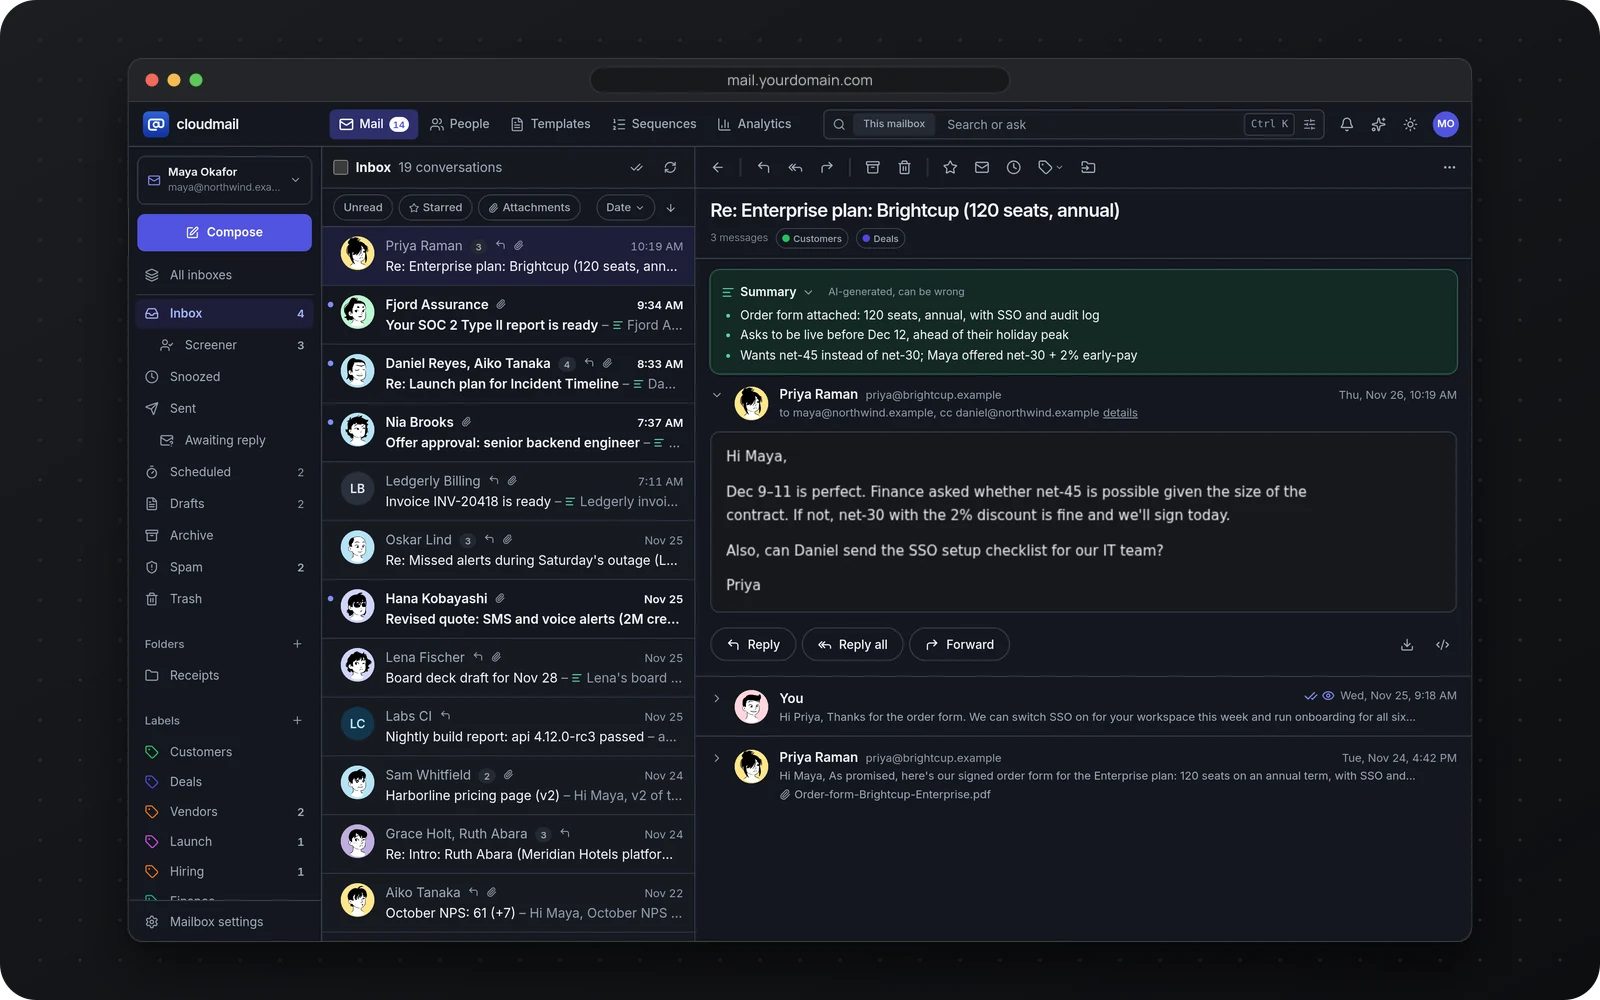 mail.yourdomain.com
cloudmail
Mail 14 People Templates Sequences Analytics
This mailbox Search or ask Ctrl K MO
Maya Okafor
maya@northwind.exa...
Compose
All inboxes
Inbox 4
Screener 3
Snoozed
Sent
Awaiting reply
Scheduled 2
Drafts 2
Archive
Spam 2
Trash
Folders +
Receipts
Labels +
Customers
Deals
Vendors 2
Launch 1
Hiring 1
Mailbox settings
Inbox 19 conversations
Unread Starred Attachments Date
Priya Raman 3 10:19 AM
Re: Enterprise plan: Brightcup (120 seats, ann...
Fjord Assurance 9:34 AM
Your SOC 2 Type II report is ready – Fjord A...
Daniel Reyes, Aiko Tanaka 4 8:33 AM
Re: Launch plan for Incident Timeline – Da...
Nia Brooks 7:37 AM
Offer approval: senior backend engineer – ...
LB Ledgerly Billing 7:11 AM
Invoice INV-20418 is ready – Ledgerly invoi...
Oskar Lind 3 Nov 25
Re: Missed alerts during Saturday's outage (L...
Hana Kobayashi Nov 25
Revised quote: SMS and voice alerts (2M cre...
Lena Fischer Nov 25
Board deck draft for Nov 28 – Lena's board ...
LC Labs CI Nov 25
Nightly build report: api 4.12.0-rc3 passed – a...
Sam Whitfield 2 Nov 24
Harborline pricing page (v2) – Hi Maya, v2 of t...
Grace Holt, Ruth Abara 3 Nov 24
Re: Intro: Ruth Abara (Meridian Hotels platfor...
Aiko Tanaka Nov 22
October NPS: 61 (+7) – Hi Maya, October NPS ...
Re: Enterprise plan: Brightcup (120 seats, annual)
3 messages Customers Deals
Summary AI-generated, can be wrong
• Order form attached: 120 seats, annual, with SSO and audit log
• Asks to be live before Dec 12, ahead of their holiday peak
• Wants net-45 instead of net-30; Maya offered net-30 + 2% early-pay
Priya Raman priya@brightcup.example Thu, Nov 26, 10:19 AM
to maya@northwind.example, cc daniel@northwind.example details
Hi Maya,
Dec 9–11 is perfect. Finance asked whether net-45 is possible given the size of the
contract. If not, net-30 with the 2% discount is fine and we'll sign today.
Also, can Daniel send the SSO setup checklist for our IT team?
Priya
Reply Reply all Forward
You Wed, Nov 25, 9:18 AM
Hi Priya, Thanks for the order form. We can switch SSO on for your workspace this week and run onboarding for all six...
Priya Raman priya@brightcup.example Tue, Nov 24, 4:42 PM
Hi Maya, As promised, here's our signed order form for the Enterprise plan: 120 seats on an annual term, with SSO and...
Order-form-Brightcup-Enterprise.pdf